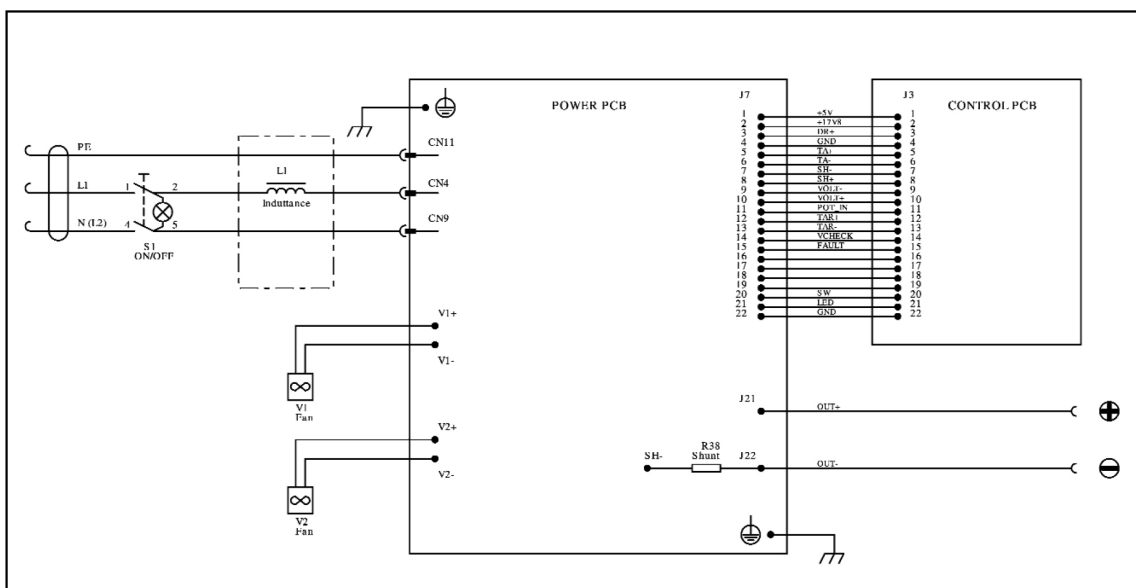 POWER PCB
J7
J3
CONTROL PCB
1 +5V 1
2 +17V8 2
3 DR+ 3
4 GND 4
5 TA+ 5
6 TA- 6
7 SH- 7
8 SH+ 8
9 VOLT- 9
10 VOLT+ 10
11 POT_IN 11
12 TAR+ 12
13 TAR- 13
14 VCHECK 14
15 FAULT 15
16 16
17 17
18 18
19 19
20 SW 20
21 LED 21
22 GND 22
PE
CN11
L1
1 2
L1
Induttance
CN4
N (L2)
4 5
CN9
S1
ON/OFF
V1+
V1-
V1
Fan
V2+
V2-
V2
Fan
J21
OUT+
R38
Shunt
SH-
J22
OUT-